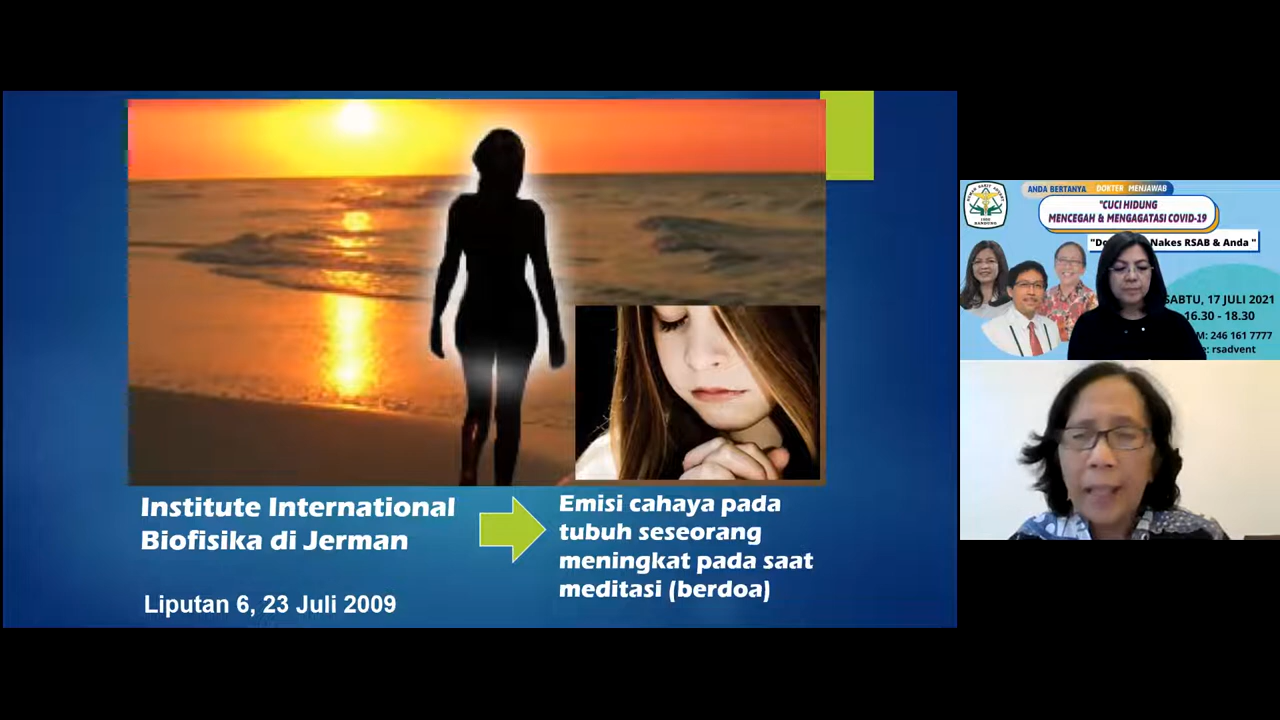 Institute International
Biofisika di Jerman
Liputan 6, 23 Juli 2009
Emisi cahaya pada
tubuh seseorang
meningkat pada saat
meditasi (berdoa)
ANDA BERTANYA DOKTER MENJAWAB
"CUCI HIDUNG
MENCEGAH & MENGAGATASI COVID-19
Nakes RSAB & Anda "
SABTU, 17 JULI 2021
16.30 - 18.30
246 161 7777
rsadvent